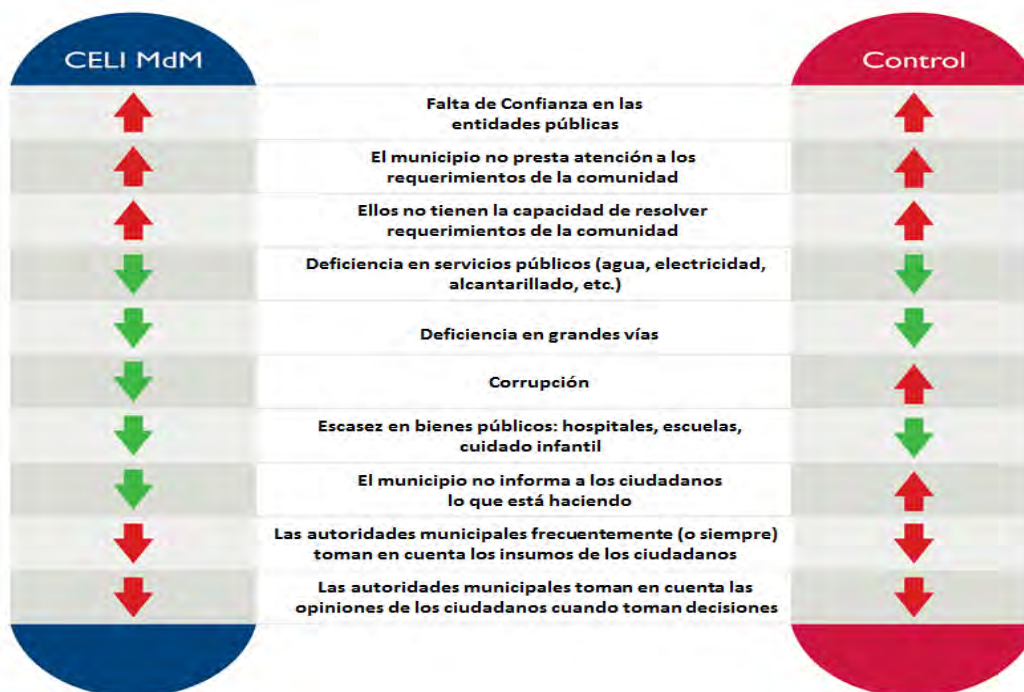 CELI MdM
Control
Falta de Confianza en las
entidades públicas
El municipio no presta atención a los
requerimientos de la comunidad
Ellos no tienen la capacidad de resolver
requerimientos de la comunidad
Deficiencia en servicios públicos (agua, electricidad,
alcantarillado, etc.)
Deficiencia en grandes vías
Corrupción
Escasez en bienes públicos: hospitales, escuelas,
cuidado infantil
El municipio no informa a los ciudadanos
lo que está haciendo
Las autoridades municipales frecuentemente (o siempre)
toman en cuenta los insumos de los ciudadanos
Las autoridades municipales toman en cuenta las
opiniones de los ciudadanos cuando toman decisiones